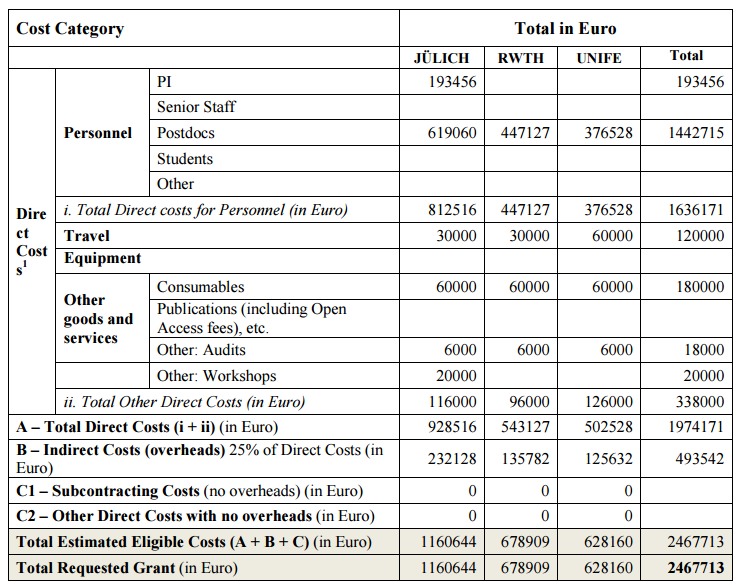 Cost Category Total in Euro
JÜLICH RWTH UNIFE Total
PI 193456 193456
Senior Staff
Personnel Postdocs 619060 447127 376528 1442715
Students
Other
Dire
ct
Cost
s1
i. Total Direct costs for Personnel (in Euro) 812516 447127 376528 1636171
Travel 30000 30000 60000 120000
Equipment
Other
goods and
services
Consumables 60000 60000 60000 180000
Publications (including Open
Access fees), etc.
Other: Audits 6000 6000 6000 18000
Other: Workshops 20000 20000
ii. Total Other Direct Costs (in Euro) 116000 96000 126000 338000
A – Total Direct Costs (i + ii) (in Euro) 928516 543127 502528 1974171
B – Indirect Costs (overheads) 25% of Direct Costs (in
Euro) 232128 135782 125632 493542
C1 – Subcontracting Costs (no overheads) (in Euro) 0 0 0
C2 – Other Direct Costs with no overheads (in Euro) 0 0 0
Total Estimated Eligible Costs (A + B + C) (in Euro) 1160644 678909 628160 2467713
Total Requested Grant (in Euro) 1160644 678909 628160 2467713